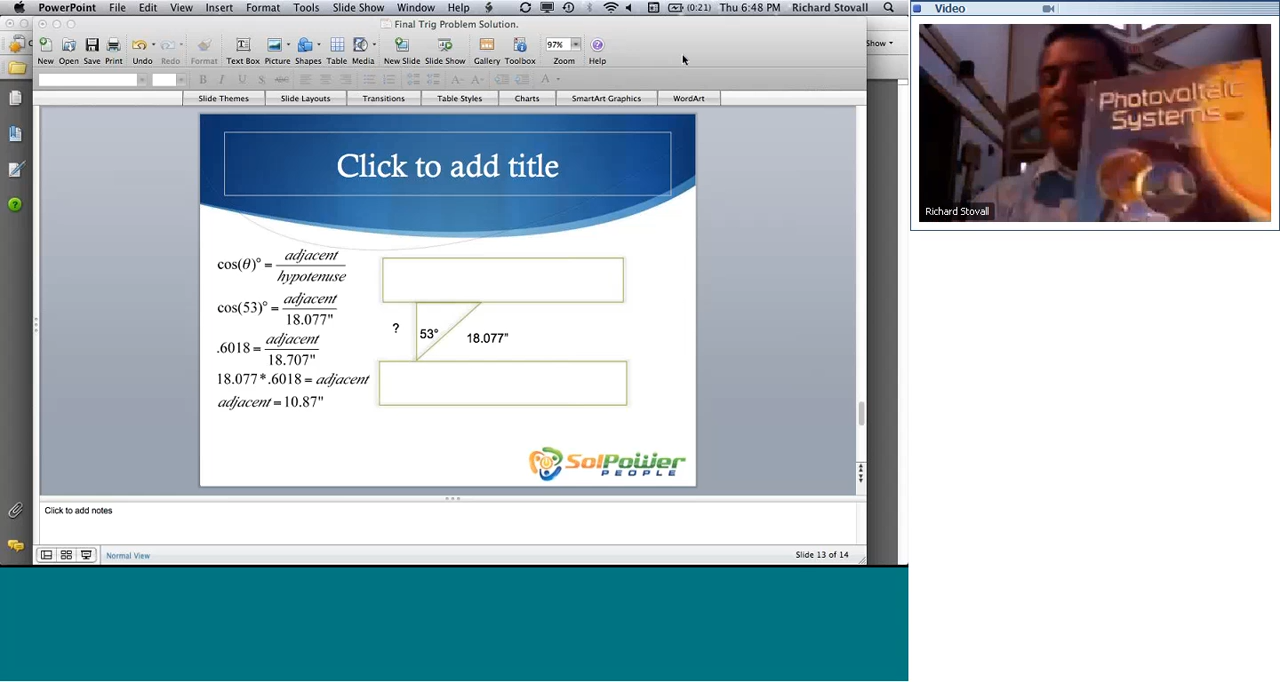 PowerPoint File Edit View Insert Format Tools Slide Show Window Help (0:21) Thu 6:48 PM Richard Stovall
Final Trig Problem Solution.
New Open Save Print Undo Redo Format Text Box Picture Shapes Table Media New Slide Slide Show Gallery Toolbox 97% Zoom Help
Show
B I U
Slide Themes Slide Layouts Transitions Table Styles Charts SmartArt Graphics WordArt
Click to add title
cos(θ)° = adjacent
hypotenuse
cos(53)° = adjacent
18.077"
.6018 = adjacent
18.707"
18.077*.6018 = adjacent
adjacent = 10.87"
?
53°
18.077”
SolPower
PEOPLE
Click to add notes
Normal View
Slide 13 of 14
Video
Photovoltaic
Systems
Richard Stovall